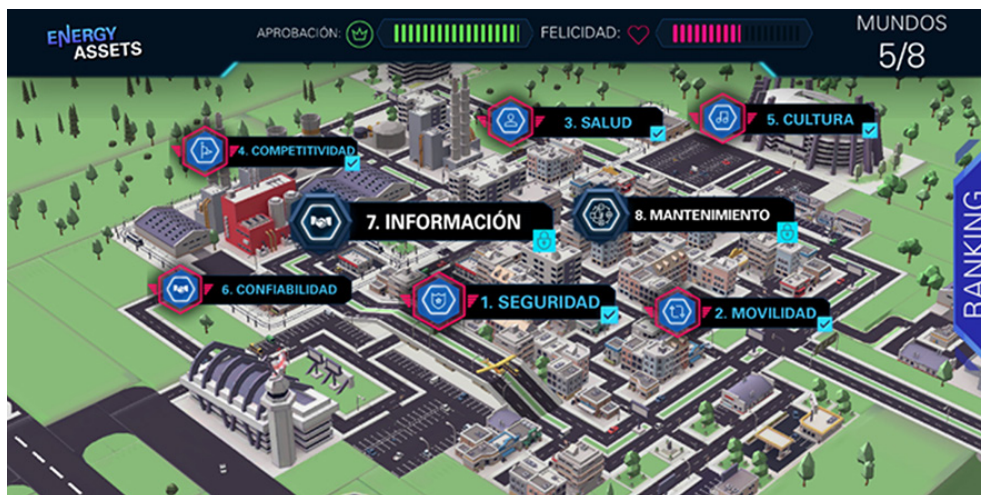 ENERGY
ASSETS
APROBACIÓN:
FELICIDAD:
MUNDOS
5/8
3. SALUD
5. CULTURA
4. COMPETITIVIDAD
7. INFORMACIÓN
8. MANTENIMIENTO
6. CONFIABILIDAD
1. SEGURIDAD
2. MOVILIDAD
RANKING